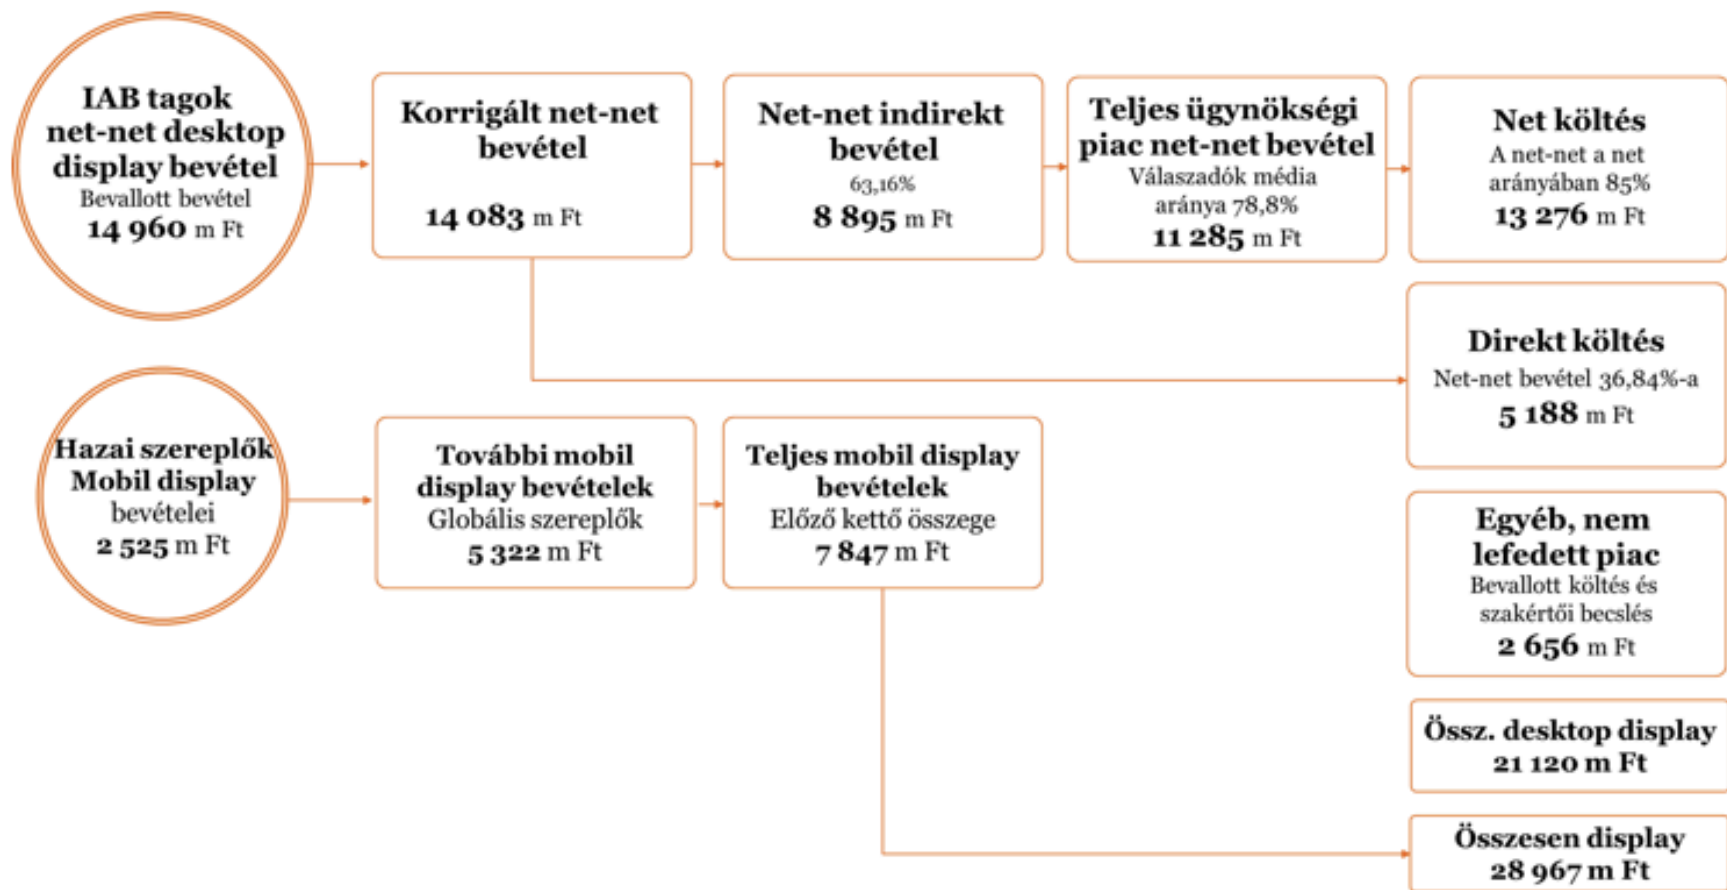 IAB tagok
net-net desktop
display bevétel
Bevallott bevétel
14 960 m Ft
Korrigált net-net
bevétel
14 083 m Ft
Net-net indirekt
bevétel
63,16%
8 895 m Ft
Teljes ügynökségi
piac net-net bevétel
Válaszadók média
aránya 78,8%
11 285 m Ft
Net költés
A net-net a net
arányában 85%
13 276 m Ft
Direkt költés
Net-net bevétel 36,84%-a
5 188 m Ft
Hazai szereplők
Mobil display
bevételei
2 525 m Ft
További mobil
display bevételek
Globális szereplők
5 322 m Ft
Teljes mobil display
bevételek
Előző kettő összege
7 847 m Ft
Egyéb, nem
lefedett piac
Bevallott költés és
szakértői becslés
2 656 m Ft
Össz. desktop display
21 120 m Ft
Összesen display
28 967 m Ft